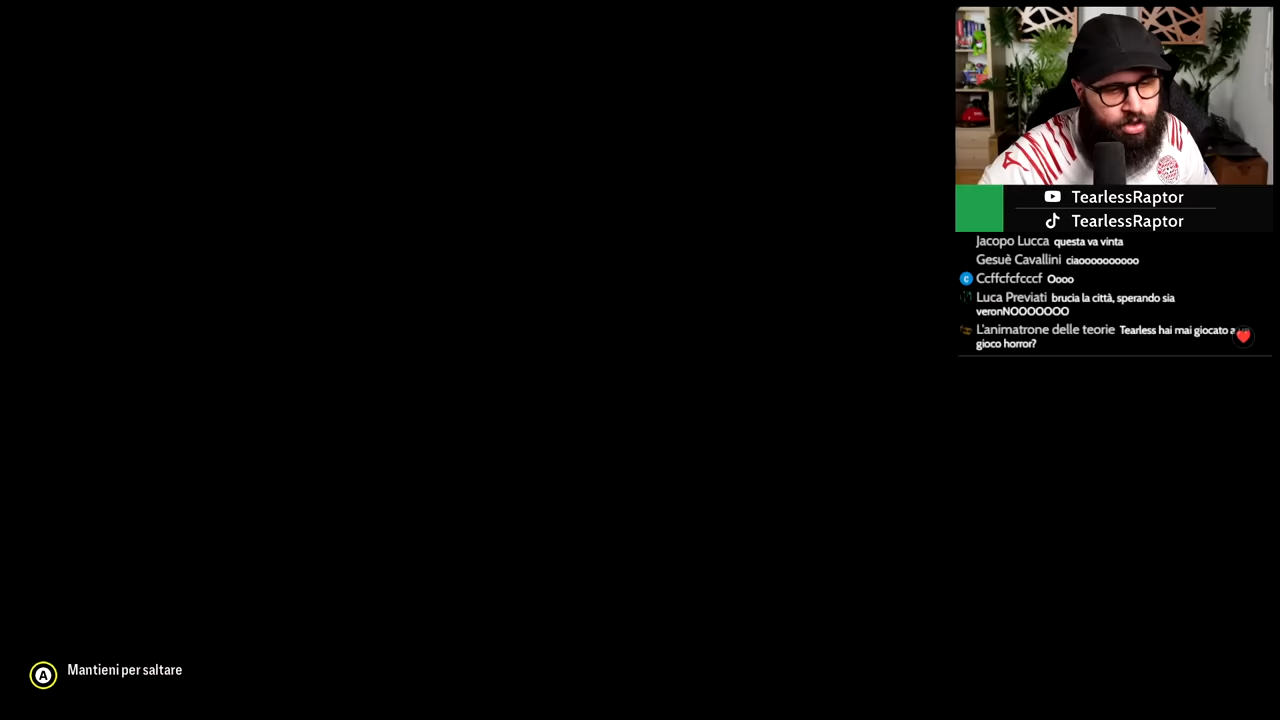 TearlessRaptor
TearlessRaptor
Jacopo Lucca questa va vinta
Gesuè Cavallini ciaoooooooooo
C Ccffcfcfcccf Oooo
Luca Previati brucia la città, sperando sia
veronNOOOOOOO
L'animatrone delle teorie Tearless hai mai giocato a
gioco horror?
A Mantieni per saltare